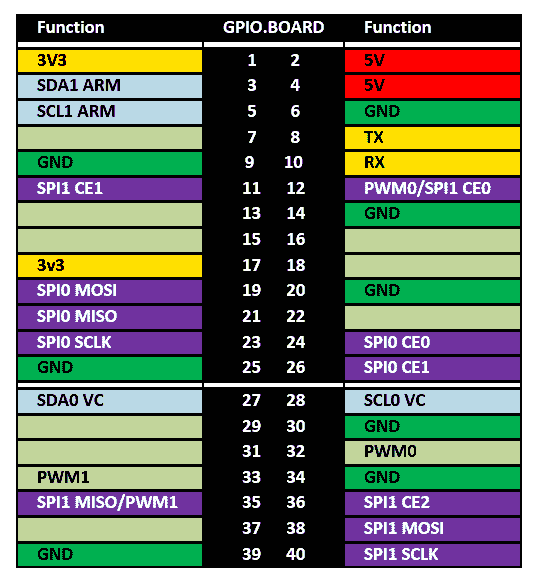 Function GPIO.BOARD Function
3V3 1 2 5V
SDA1 ARM 3 4 5V
SCL1 ARM 5 6 GND
7 8 TX
GND 9 10 RX
SPI1 CE1 11 12 PWM0/SPI1 CE0
13 14 GND
15 16
3v3 17 18
SPI0 MOSI 19 20 GND
SPI0 MISO 21 22
SPI0 SCLK 23 24 SPI0 CE0
GND 25 26 SPI0 CE1
SDA0 VC 27 28 SCL0 VC
29 30 GND
31 32 PWM0
PWM1 33 34 GND
SPI1 MISO/PWM1 35 36 SPI1 CE2
37 38 SPI1 MOSI
GND 39 40 SPI1 SCLK